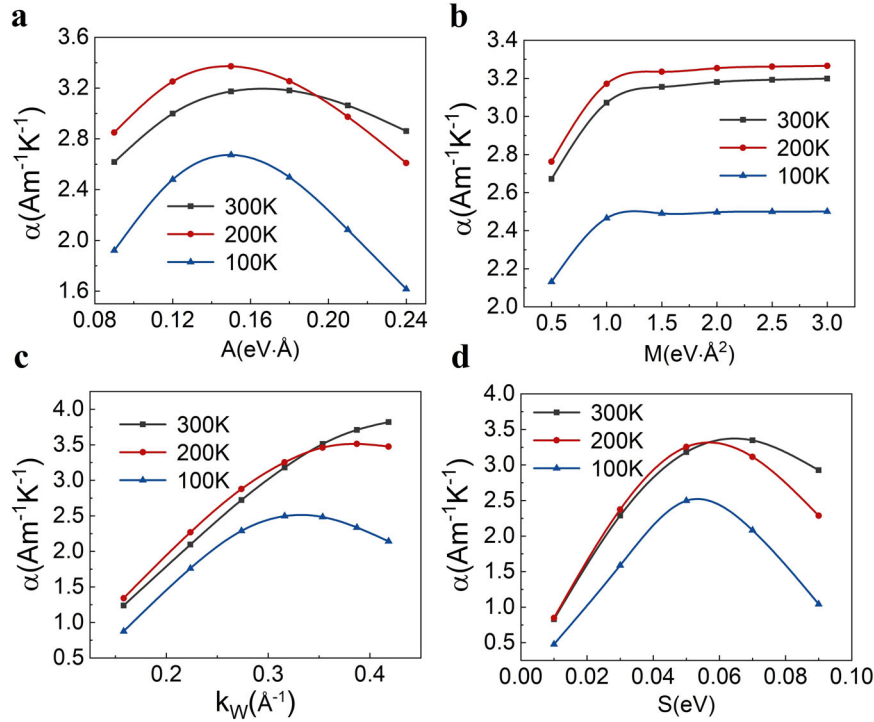 a
3.6
3.2
2.8
2.4
2.0
1.6
α(Am⁻¹K⁻¹)
300K
200K
100K
0.08 0.12 0.16 0.20 0.24
A(eV·Å)
b
3.4
3.2
3.0
2.8
2.6
2.4
2.2
2.0
α(Am⁻¹K⁻¹)
300K
200K
100K
0.5 1.0 1.5 2.0 2.5 3.0
M(eV·Å²)
c
4.0
3.5
3.0
2.5
2.0
1.5
1.0
0.5
α(Am⁻¹K⁻¹)
300K
200K
100K
0.2 0.3 0.4
k_W(Å⁻¹)
d
4.0
3.5
3.0
2.5
2.0
1.5
1.0
0.5
α(Am⁻¹K⁻¹)
300K
200K
100K
0.00 0.02 0.04 0.06 0.08 0.10
S(eV)